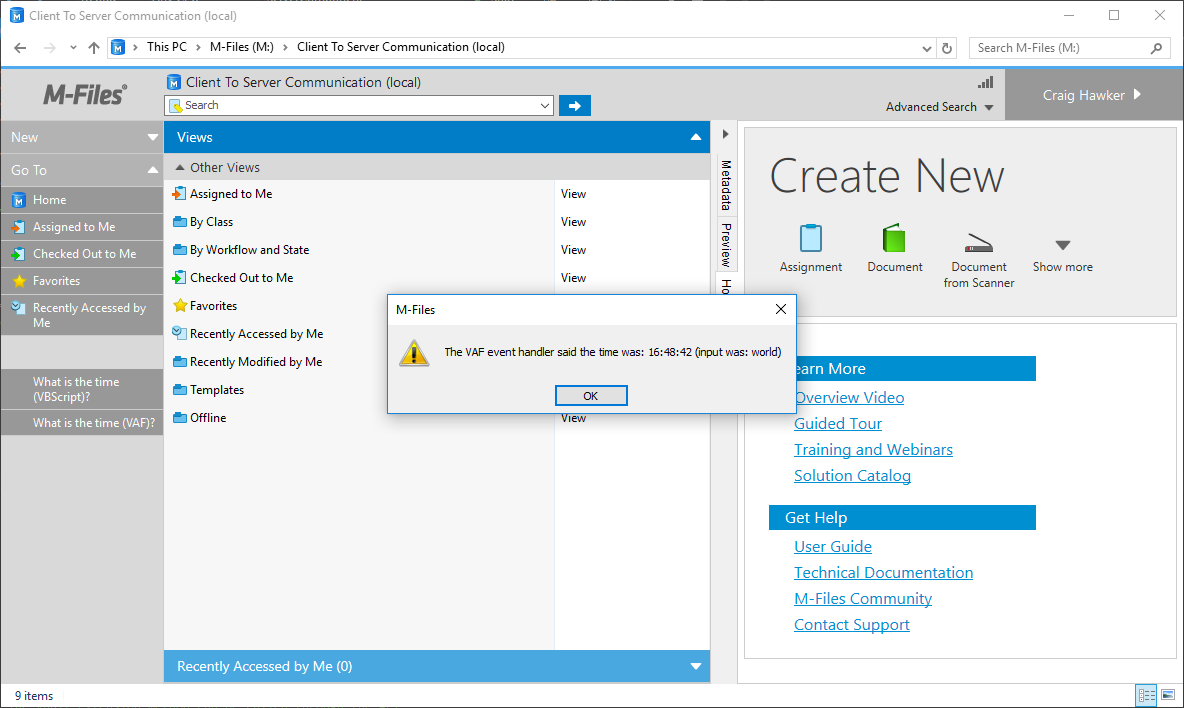 Client To Server Communication (local)
This PC > M-Files (M:) > Client To Server Communication (local)
Search M-Files (M:)
M-Files
Client To Server Communication (local)
Search
Advanced Search
Craig Hawker
New
Go To
Home
Assigned to Me
Checked Out to Me
Favorites
Recently Accessed by
Me
What is the time
(VBScript)?
What is the time (VAF)?
Views
Other Views
Assigned to Me View
By Class View
By Workflow and State View
Checked Out to Me View
Favorites
Recently Accessed by Me
Recently Modified by Me
Templates
Offline View
Recently Accessed by Me (0)
Metadata
Preview
Ho
M-Files
The VAF event handler said the time was: 16:48:42 (input was: world)
OK
Create New
Assignment
Document
Document
from Scanner
Show more
earn More
Overview Video
Guided Tour
Training and Webinars
Solution Catalog
Get Help
User Guide
Technical Documentation
M-Files Community
Contact Support
9 items